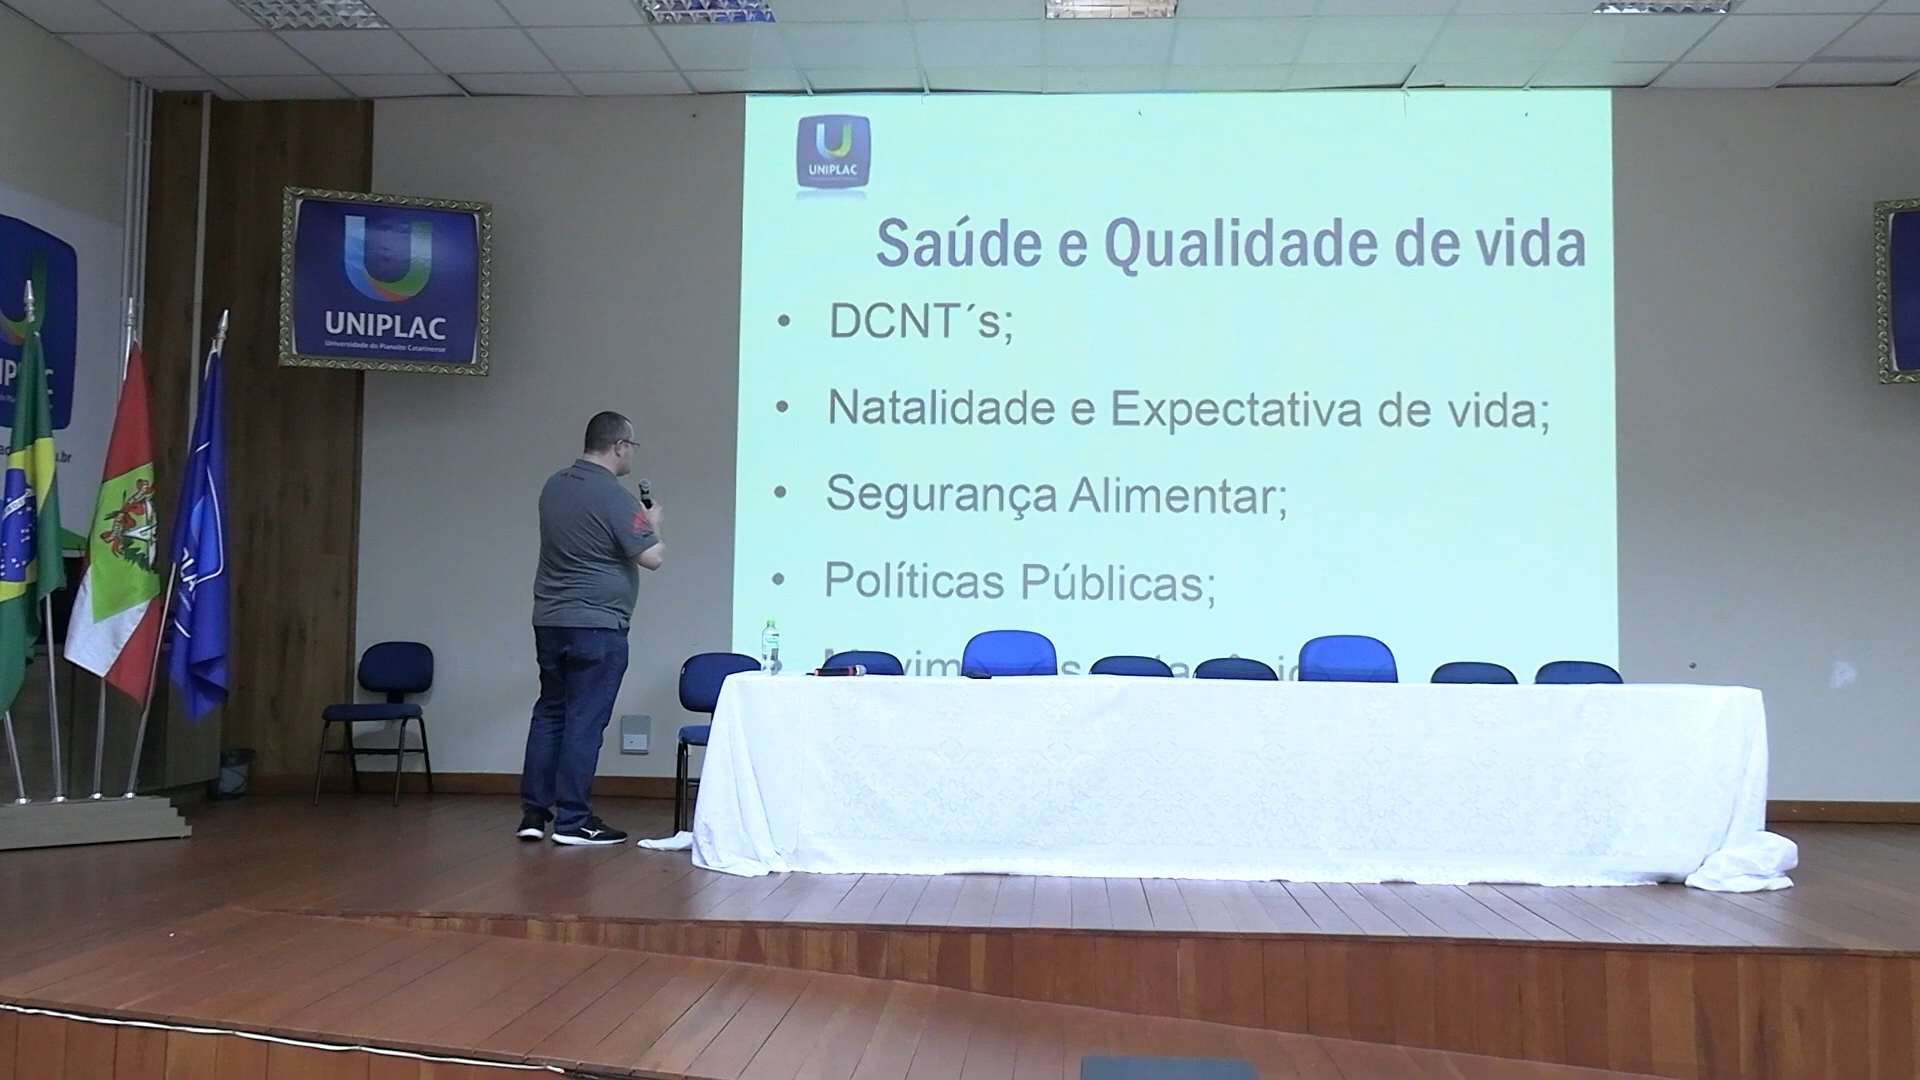 UNIPLAC
Saúde e Qualidade de vida
• DCNT´s;
• Natalidade e Expectativa de vida;
• Segurança Alimentar;
• Políticas Públicas;
UNIPLAC
Universidade do Planalto Catarinense